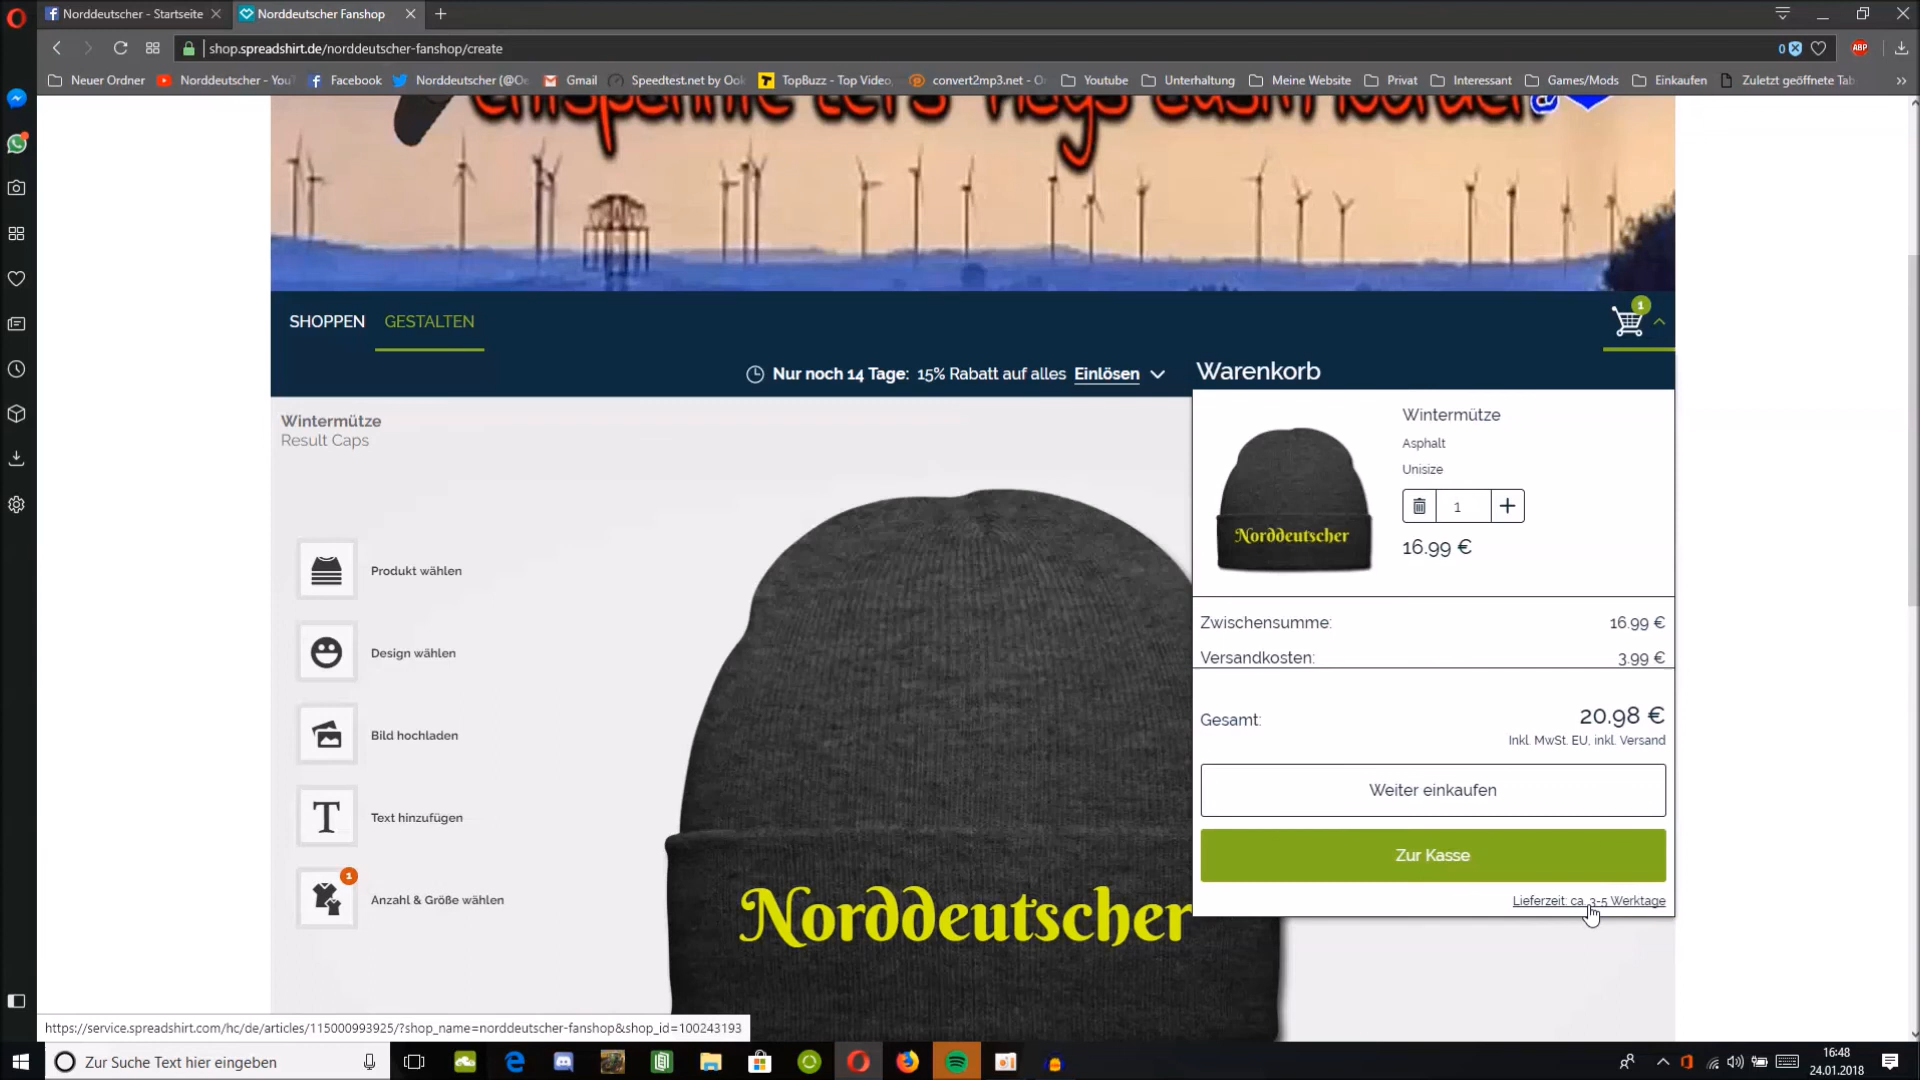 Norddeutscher - Startseite
Norddeutscher Fanshop
shop.spreadshirt.de/norddeutscher-fanshop/create
0
ABP
Neuer Ordner
Norddeutscher - You
Facebook
Norddeutscher (@Oe
Gmail
Speedtest.net by Ook
TopBuzz - Top Video,
convert2mp3.net - O
Youtube
Unterhaltung
Meine Website
Privat
Interessant
Games/Mods
Einkaufen
Zuletzt geöffnete Tab
»
SHOPPEN
GESTALTEN
1
Nur noch 14 Tage: 15% Rabatt auf alles Einlösen
Warenkorb
Wintermütze
Result Caps
Produkt wählen
Design wählen
Bild hochladen
T
Text hinzufügen
1
Anzahl & Größe wählen
Norddeutscher
Norddeutscher
Wintermütze
Asphalt
Unisize
1
16.99 €
Zwischensumme: 16.99 €
Versandkosten: 3.99 €
Gesamt: 20.98 €
Inkl. MwSt. EU, inkl. Versand
Weiter einkaufen
Zur Kasse
Lieferzeit: ca. 3-5 Werktage
https://service.spreadshirt.com/hc/de/articles/115000993925/?shop_name=norddeutscher-fanshop&shop_id=100243193
Zur Suche Text hier eingeben
16:48
24.01.2018